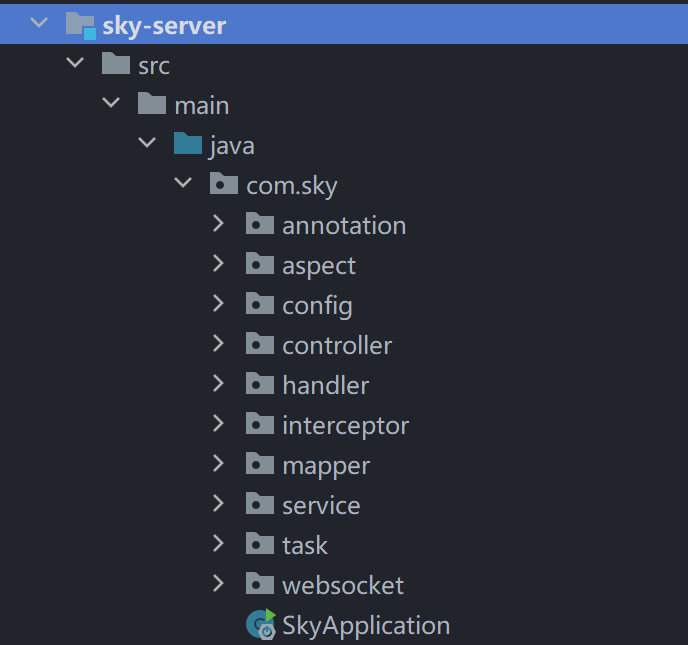 sky-server
src
main
java
com.sky
annotation
aspect
config
controller
handler
interceptor
mapper
service
task
websocket
SkyApplication